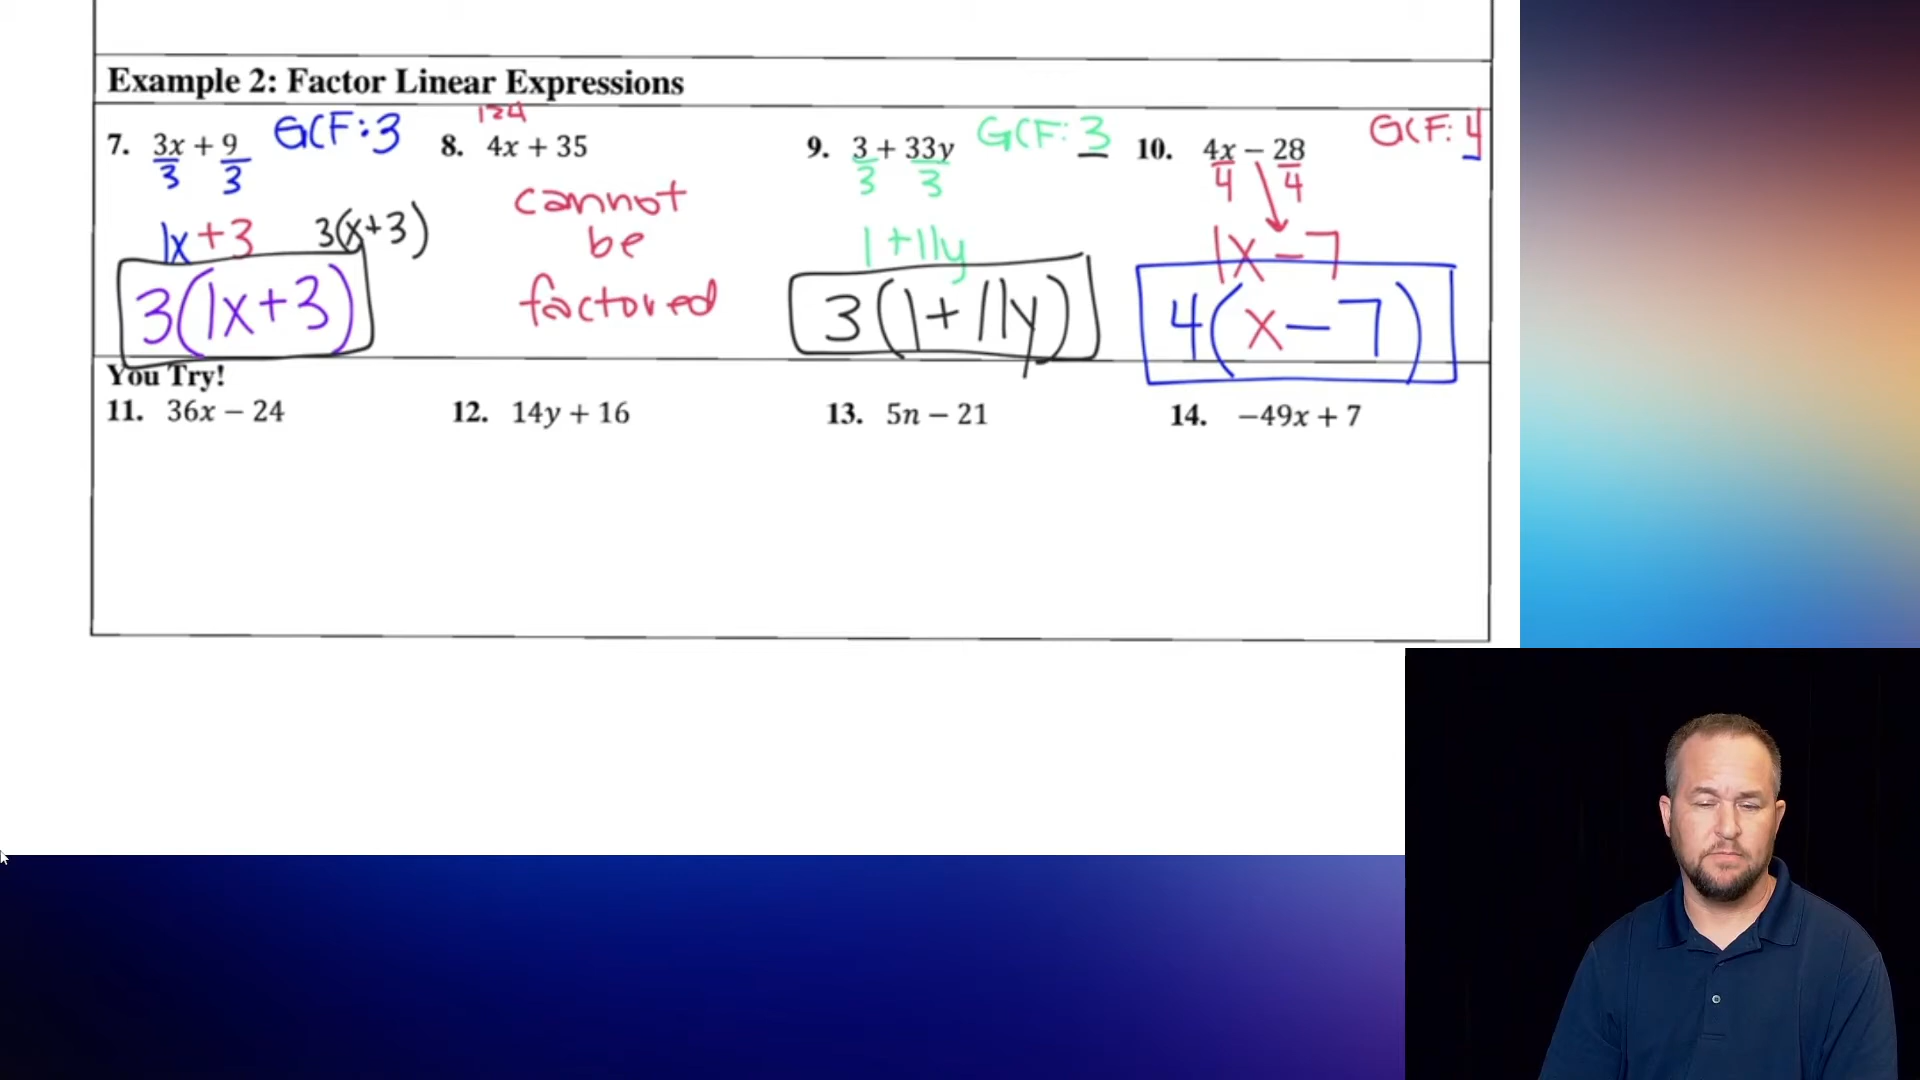 Example 2: Factor Linear Expressions
7. 3x + 9 GCF: 3
3 3
1x + 3 3(x+3)
3(1x+3)
124
8. 4x + 35
cannot
be
factored
9. 3 + 33y GCF: 3
3 3
1 + 11y
3(1+11y)
10. 4x − 28 GCF: 4
4 4
1x − 7
4(x−7)
You Try!
11. 36x − 24 12. 14y + 16 13. 5n − 21 14. −49x + 7